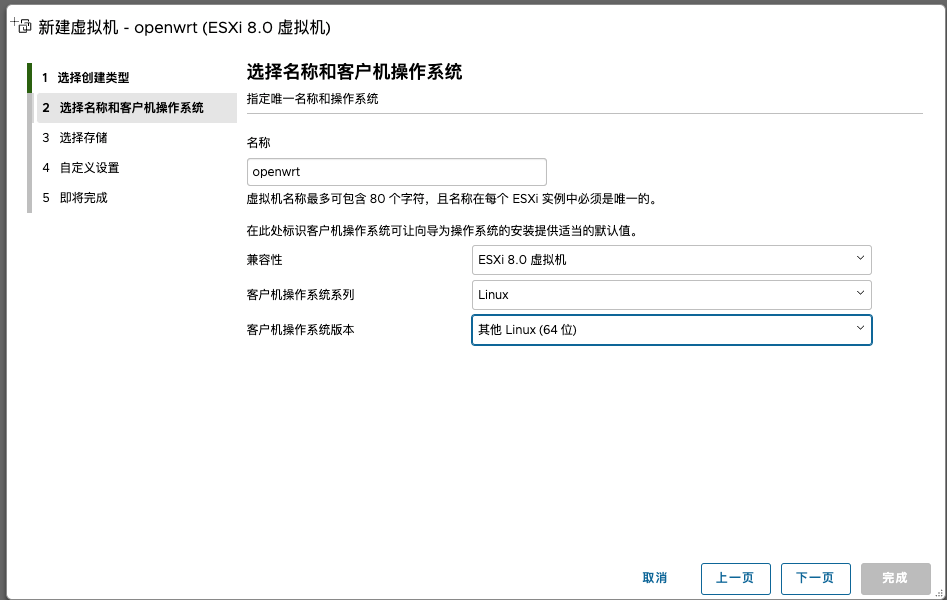 新建虚拟机 - openwrt (ESXi 8.0 虚拟机)
1 选择创建类型
2 选择名称和客户机操作系统
3 选择存储
4 自定义设置
5 即将完成
选择名称和客户机操作系统
指定唯一名称和操作系统
名称
openwrt
虚拟机名称最多可包含 80 个字符，且名称在每个 ESXi 实例中必须是唯一的。
在此处标识客户机操作系统可让向导为操作系统的安装提供适当的默认值。
兼容性 ESXi 8.0 虚拟机
客户机操作系统系列 Linux
客户机操作系统版本 其他 Linux (64 位)
取消 上一页 下一页 完成